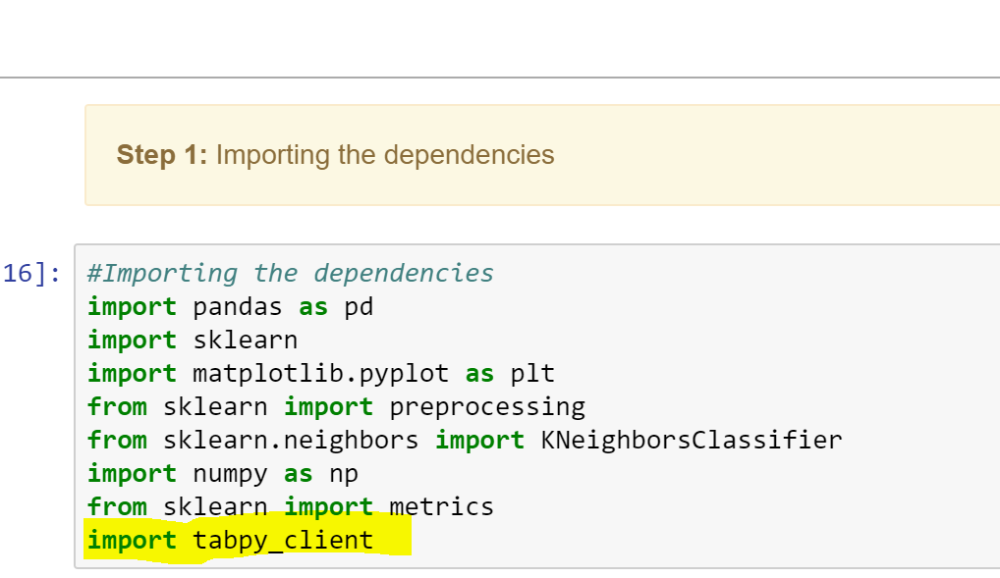 Step 1: Importing the dependencies
16]:
#Importing the dependencies
import pandas as pd
import sklearn
import matplotlib.pyplot as plt
from sklearn import preprocessing
from sklearn.neighbors import KNeighborsClassifier
import numpy as np
from sklearn import metrics
import tabpy_client